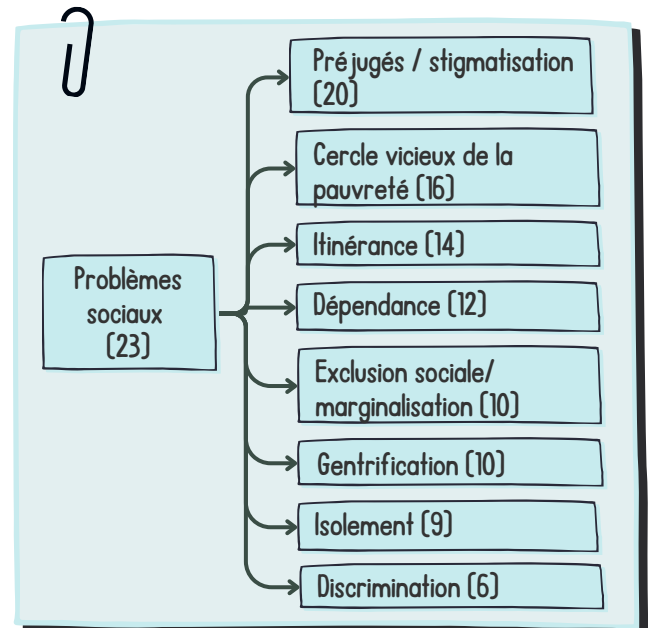 Problèmes
sociaux
(23)
Préjugés / stigmatisation
(20)
Cercle vicieux de la
pauvreté (16)
Itinérance (14)
Dépendance (12)
Exclusion sociale/
marginalisation (10)
Gentrification (10)
Isolement (9)
Discrimination (6)